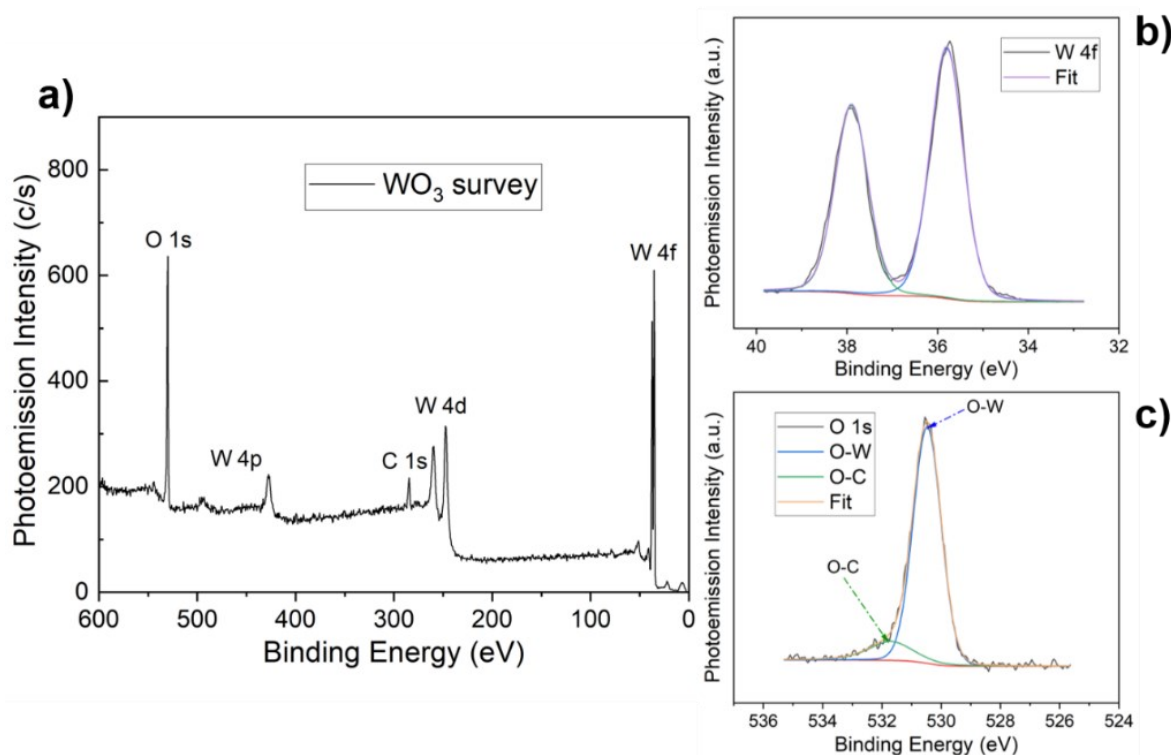 a)
Photoemission Intensity (c/s)
800
600
400
200
0
WO₃ survey
O 1s
W 4p
C 1s
W 4d
W 4f
600
500
400
300
200
100
0
Binding Energy (eV)
b)
Photoemission Intensity (a.u.)
W 4f
Fit
40
38
36
34
32
Binding Energy (eV)
c)
Photoemission Intensity (a.u.)
O 1s
O-W
O-C
Fit
O-W
O-C
536
534
532
530
528
526
524
Binding Energy (eV)